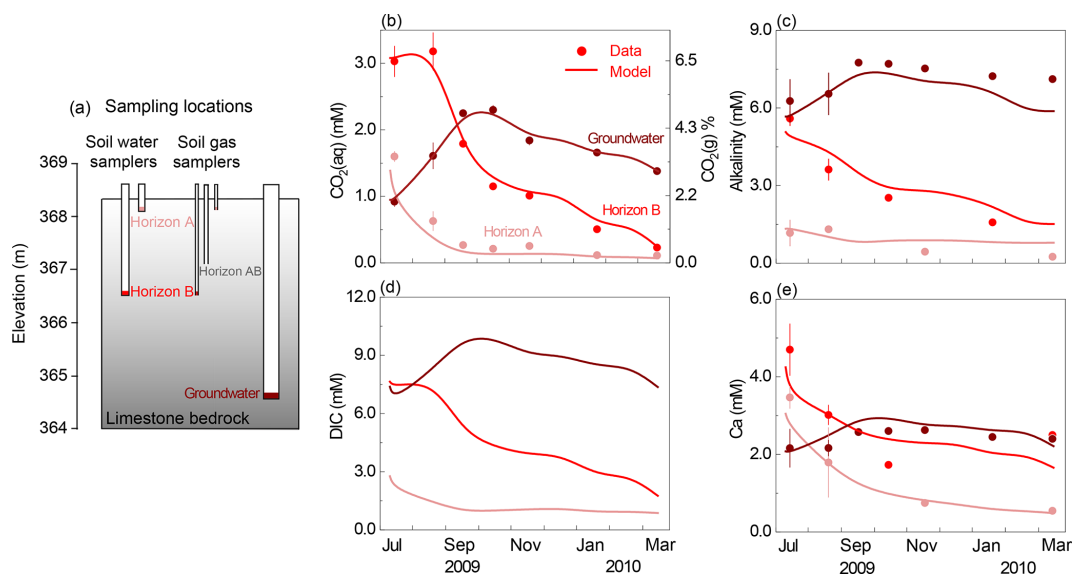 (a)
Sampling locations
Soil water
samplers
Soil gas
samplers
Elevation (m)
369
368
367
366
365
364
Horizon A
Horizon AB
Horizon B
Groundwater
Limestone bedrock
(b)
CO2(aq) (mM)
3.0
2.0
1.0
0.0
Data
Model
Groundwater
Horizon B
Horizon A
6.5
4.3
2.2
0.0
CO2(g) %
(c)
Alkalinity (mM)
9.0
6.0
3.0
0.0
(d)
DIC (mM)
12.0
9.0
6.0
3.0
0.0
Jul
Sep
Nov
Jan
Mar
2009
2010
(e)
Ca (mM)
6.0
4.0
2.0
0.0
Jul
Sep
Nov
Jan
Mar
2009
2010